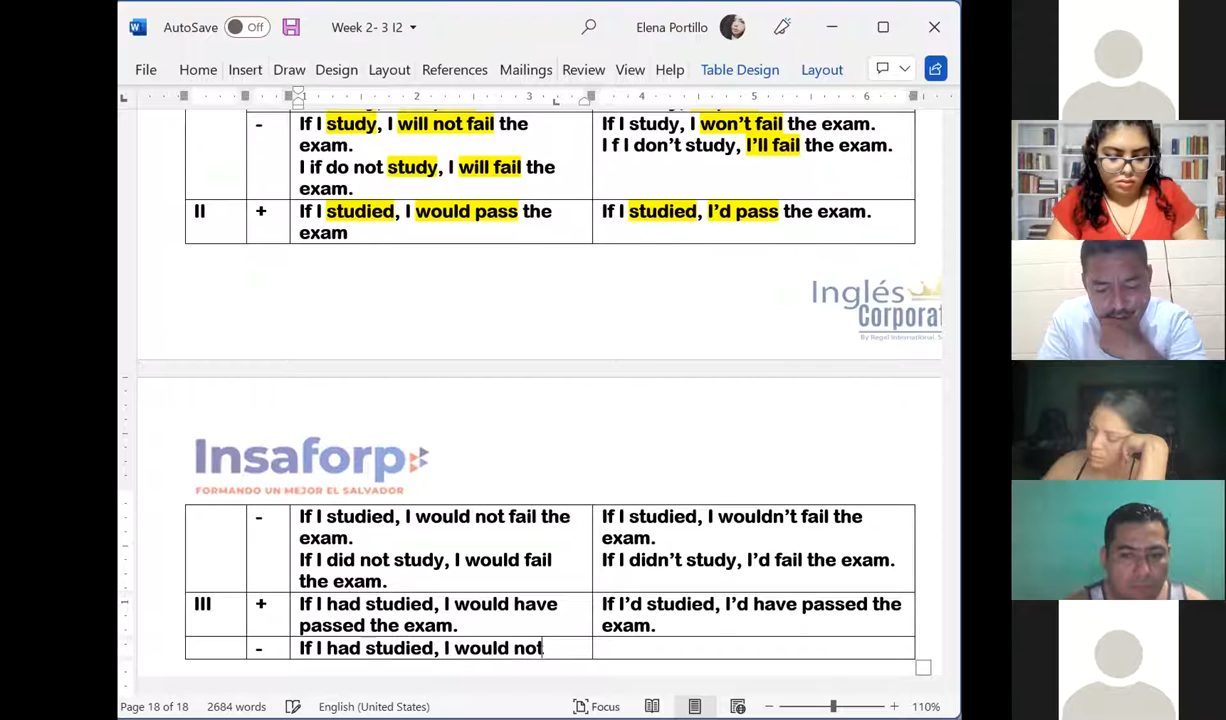 AutoSave Off Week 2- 3 I2 Elena Portillo
File Home Insert Draw Design Layout References Mailings Review View Help Table Design Layout
1 2 3 4 5 6
- If I study, I will not fail the If I study, I won't fail the exam.
exam. I f I don't study, I'll fail the exam.
I if do not study, I will fail the
exam.
II + If I studied, I would pass the If I studied, I'd pass the exam.
exam
Inglés
Corporat
Insaforp
FORMANDO UN MEJOR EL SALVADOR
- If I studied, I would not fail the If I studied, I wouldn't fail the
exam. exam.
If I did not study, I would fail If I didn't study, I'd fail the exam.
the exam.
III + If I had studied, I would have If I'd studied, I'd have passed the
passed the exam. exam.
- If I had studied, I would not
Page 18 of 18 2684 words English (United States) Focus 110%